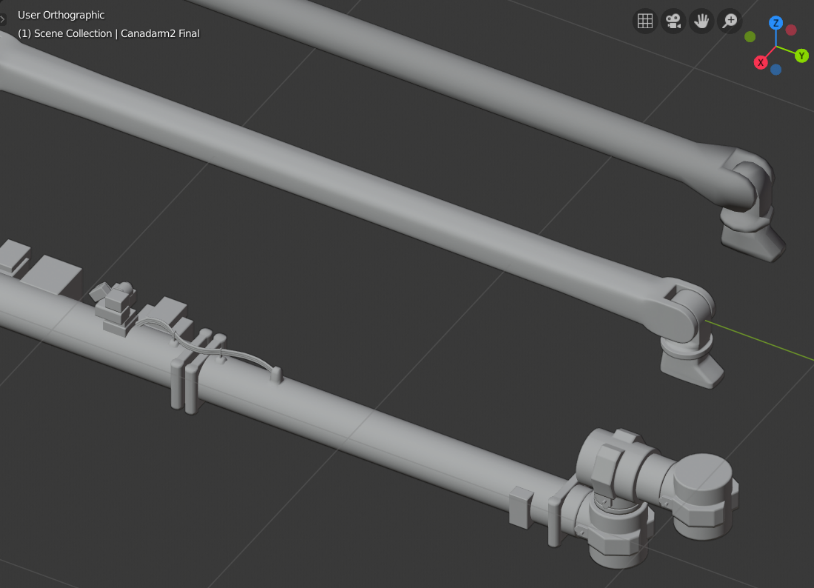 User Orthographic
(1) Scene Collection | Canadarm2 Final
Z
Y
X